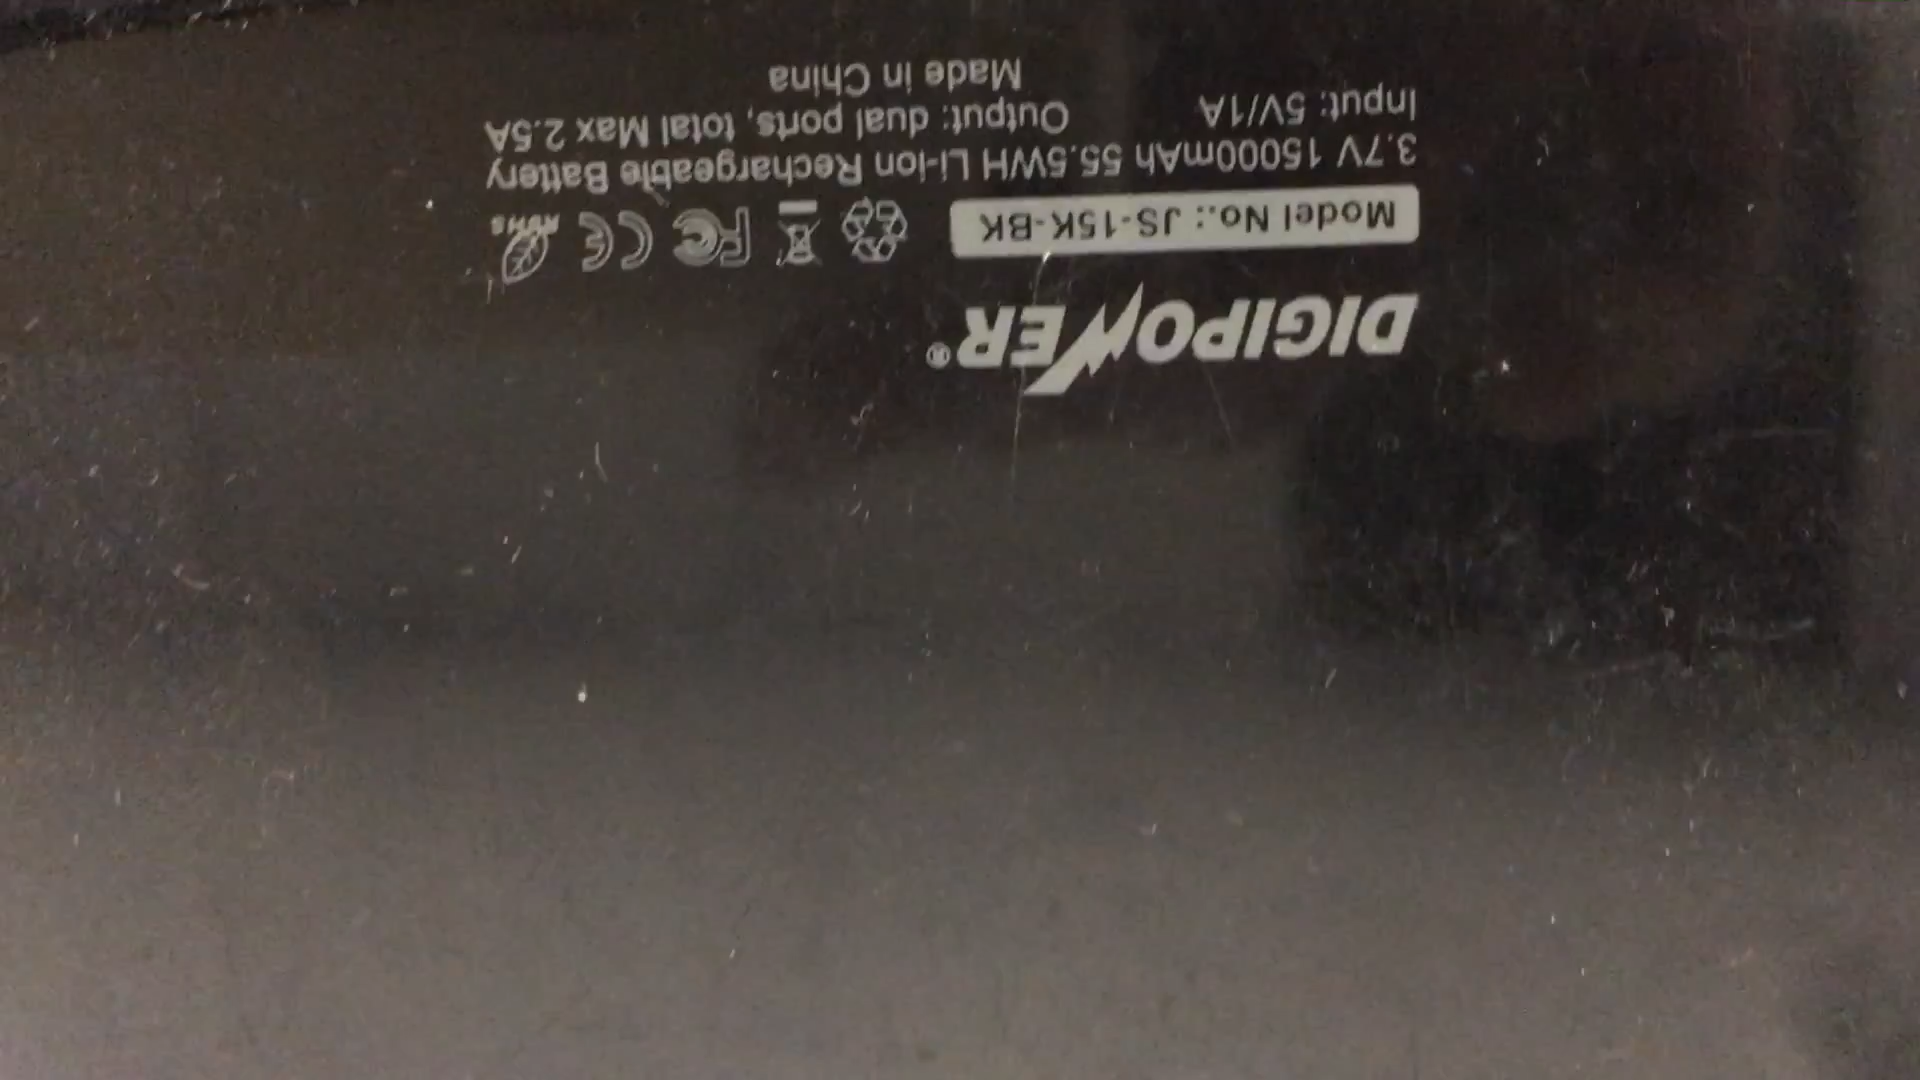 DIGIPOWER®
Model No.: JS-15K-BK
RoHS
3.7V 15000mAh 55.5WH Li-Ion Rechargeable Battery
Input: 5V/1A Output: dual ports, total Max 2.5A
Made in China